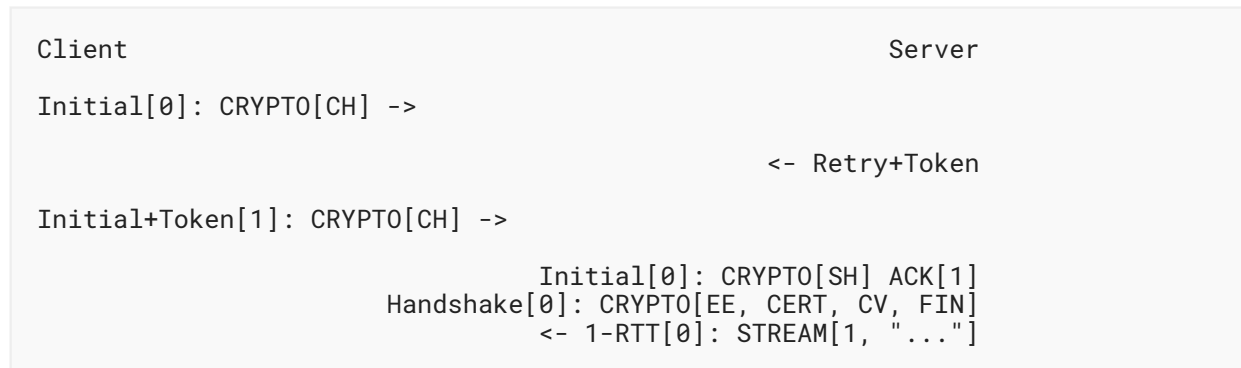 Client Server
Initial[0]: CRYPTO[CH] ->
<- Retry+Token
Initial+Token[1]: CRYPTO[CH] ->
Initial[0]: CRYPTO[SH] ACK[1]
Handshake[0]: CRYPTO[EE, CERT, CV, FIN]
<- 1-RTT[0]: STREAM[1, "..."]